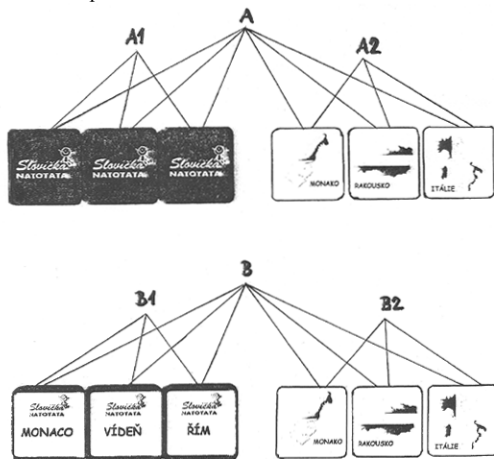 A
A1 A2
Slovíčka Slovíčka Slovíčka
NATOTATA NATOTATA NATOTATA
MONAKO RAKOUSKO ITÁLIE
B
B1 B2
Slovíčka Slovíčka Slovíčka
NATOTATA NATOTATA NATOTATA
MONACO VÍDEŇ ŘÍM
MONAKO RAKOUSKO ITÁLIE